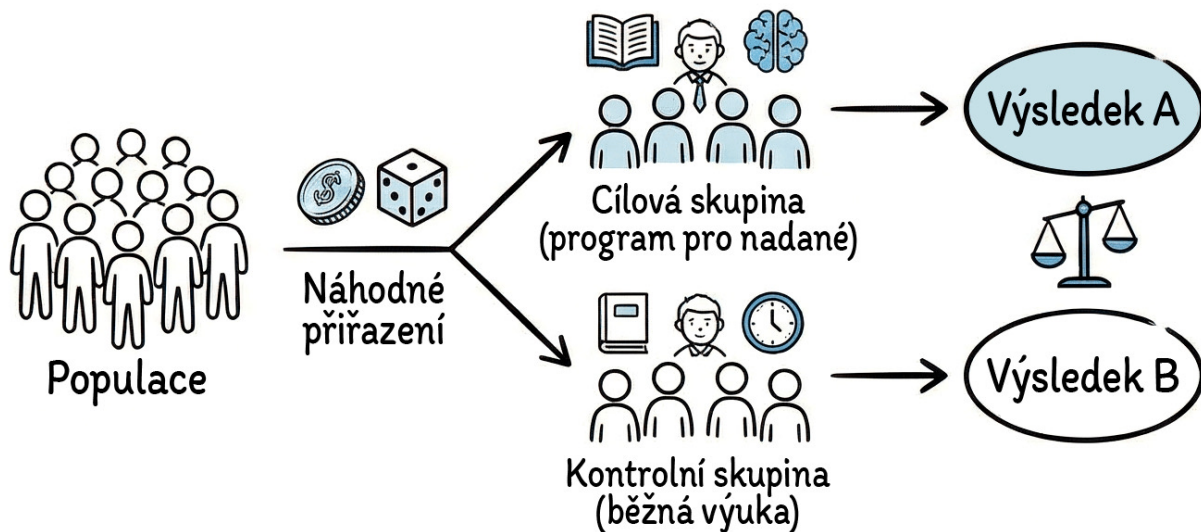 Populace
Náhodné
přiřazení
Cílová skupina
(program pro nadané)
Kontrolní skupina
(běžná výuka)
Výsledek A
Výsledek B